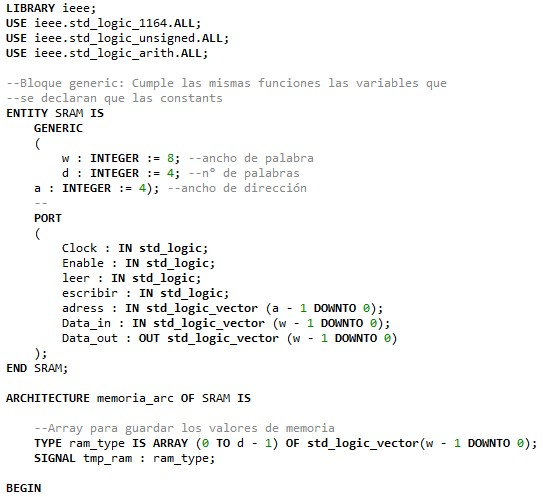 LIBRARY ieee;
USE ieee.std_logic_1164.ALL;
USE ieee.std_logic_unsigned.ALL;
USE ieee.std_logic_arith.ALL;

--Bloque generic: Cumple las mismas funciones las variables que
--se declaran que las constants
ENTITY SRAM IS
    GENERIC
    (
        w : INTEGER := 8; --ancho de palabra
        d : INTEGER := 4; --nº de palabras
    a : INTEGER := 4); --ancho de dirección
    --
    PORT
    (
        Clock : IN std_logic;
        Enable : IN std_logic;
        leer : IN std_logic;
        escribir : IN std_logic;
        adress : IN std_logic_vector (a - 1 DOWNTO 0);
        Data_in : IN std_logic_vector (w - 1 DOWNTO 0);
        Data_out : OUT std_logic_vector (w - 1 DOWNTO 0)
    );
END SRAM;

ARCHITECTURE memoria_arc OF SRAM IS

    --Array para guardar los valores de memoria
    TYPE ram_type IS ARRAY (0 TO d - 1) OF std_logic_vector(w - 1 DOWNTO 0);
    SIGNAL tmp_ram : ram_type;

BEGIN